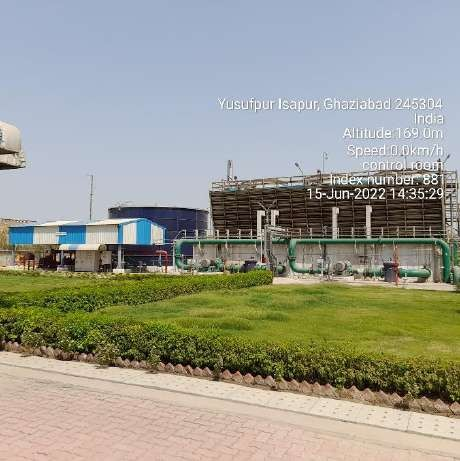 Yusufpur Isapur, Ghaziabad 245304
India
Altitude:169.0m
Speed:0.0km/h
control room
Index number: 881
15-Jun-2022 14:35:29